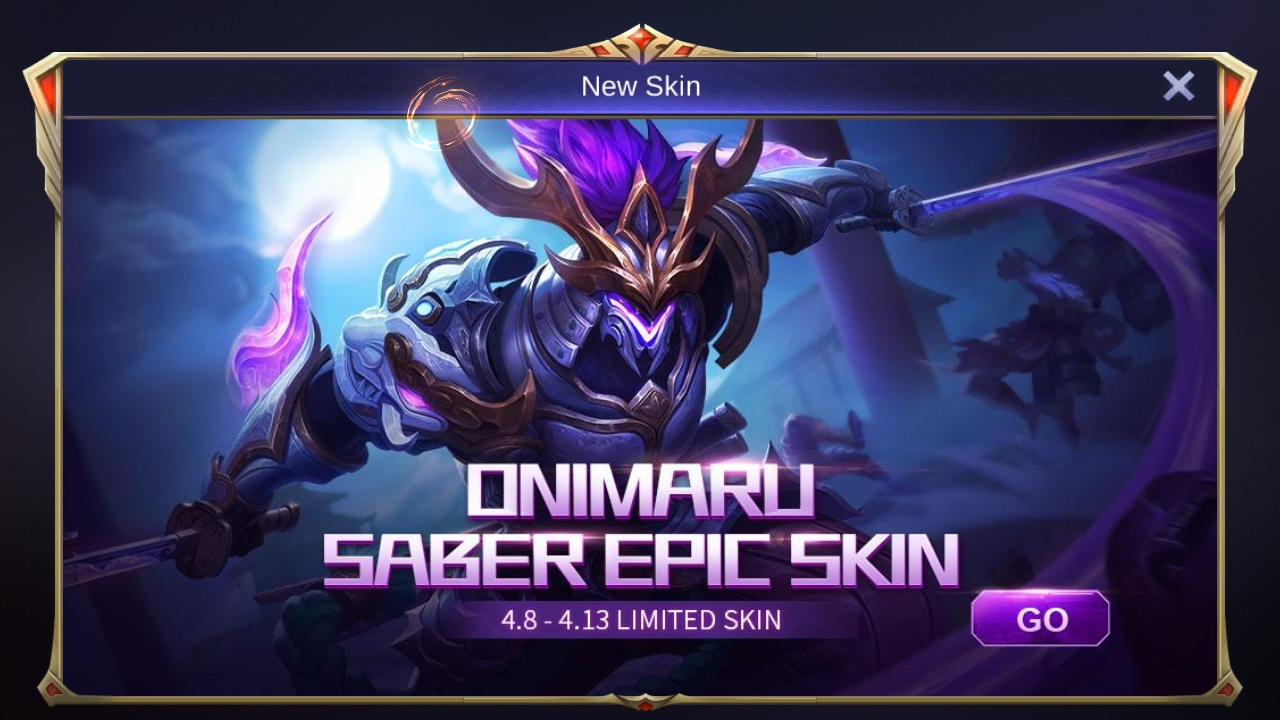 New Skin
ONIMARU
SABER EPIC SKIN
4.8 - 4.13 LIMITED SKIN
GO